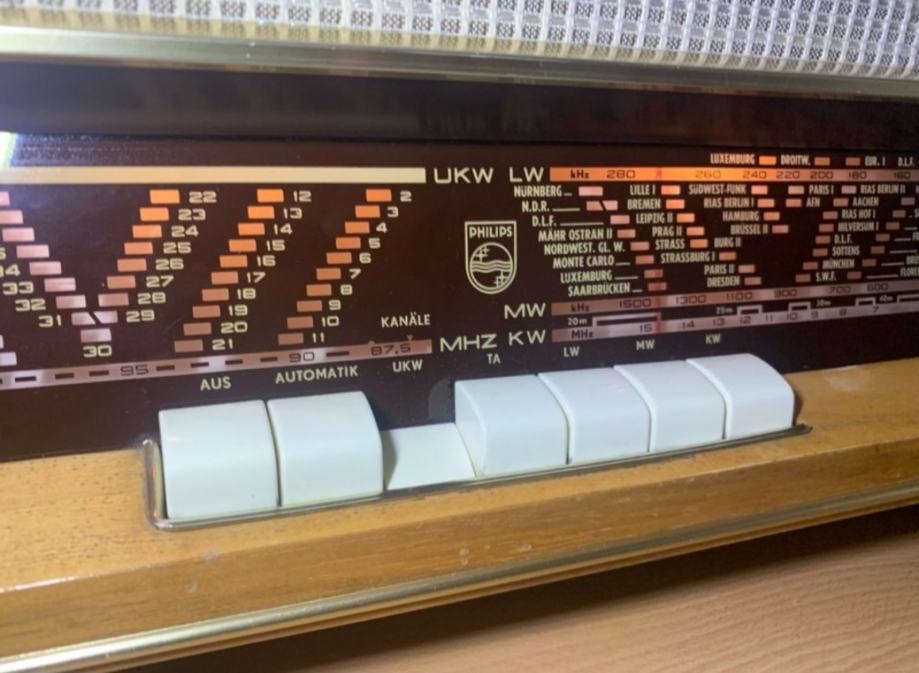 LUXEMBURG DROITW. EUR. I D.L.F.
UKW LW kHz 280 260 240 220 200 180 160
22 12 2
23 13 3
24 14 4
25 15 5
26 16 6
27 17 7
28 18 8
29 19 9
20 10
21 11
34
33
32
31
30
PHILIPS
NÜRNBERG LILLE I SÜDWEST-FUNK PARIS I RIAS BERLIN II
N.D.R. BREMEN RIAS BERLIN I AFN AACHEN
D.L.F. LEIPZIG II HAMBURG RIAS HOF I
MÄHR OSTRAN II PRAG II BRÜSSEL II HILVERSUM I
NORDWEST. GL. W. STRASS BURG II D.L.F.
MONTE CARLO STRASSBURG I SOTTENS
LUXEMBURG PARIS II MÜNCHEN
SAARBRÜCKEN DRESDEN S.W.F.
MW kHz 1500 1300 1100 900 700 600
20m 25m 30m 40m
MHZ KW MHz 15 14 13 12 11 10 9 8 7
KANÄLE
95 90 87,5
AUS AUTOMATIK UKW TA LW MW KW